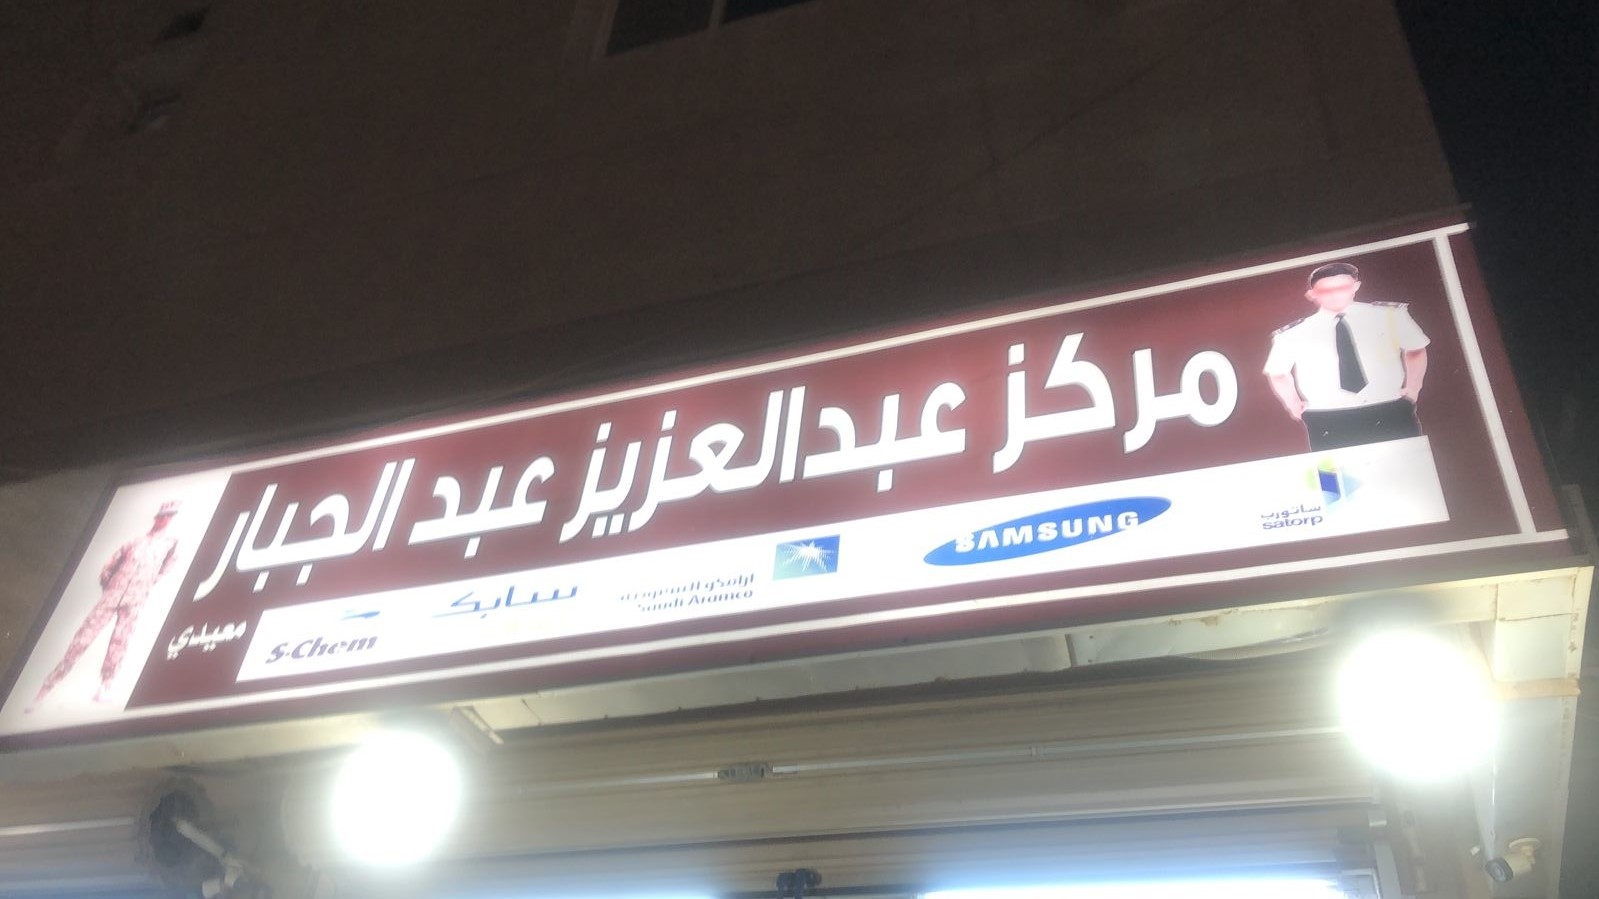 مركز عبدالعزيز عبد الجبار
معيدي
ساتورب
satorp
SAMSUNG
ارامكو السعودية
Saudi Aramco
سابك
S-Chem